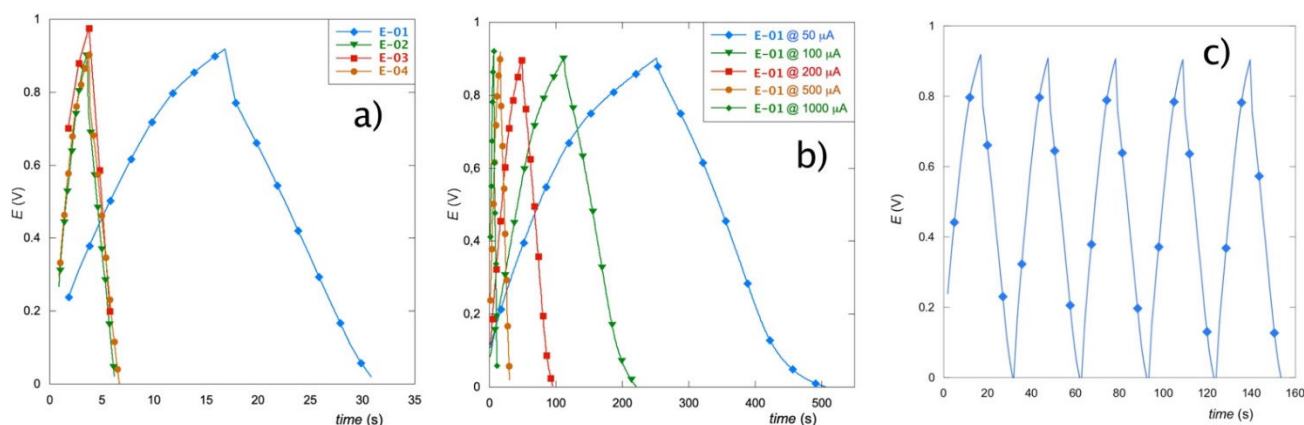 a)
E-01
E-02
E-03
E-04
E (V)
1
0.8
0.6
0.4
0.2
0
0
5
10
15
20
25
30
35
time (s)
b)
E-01 @ 50 μA
E-01 @ 100 μA
E-01 @ 200 μA
E-01 @ 500 μA
E-01 @ 1000 μA
E (V)
1
0,8
0,6
0,4
0,2
0
0
100
200
300
400
500
time (s)
c)
E (V)
1
0.8
0.6
0.4
0.2
0
0
20
40
60
80
100
120
140
160
time (s)